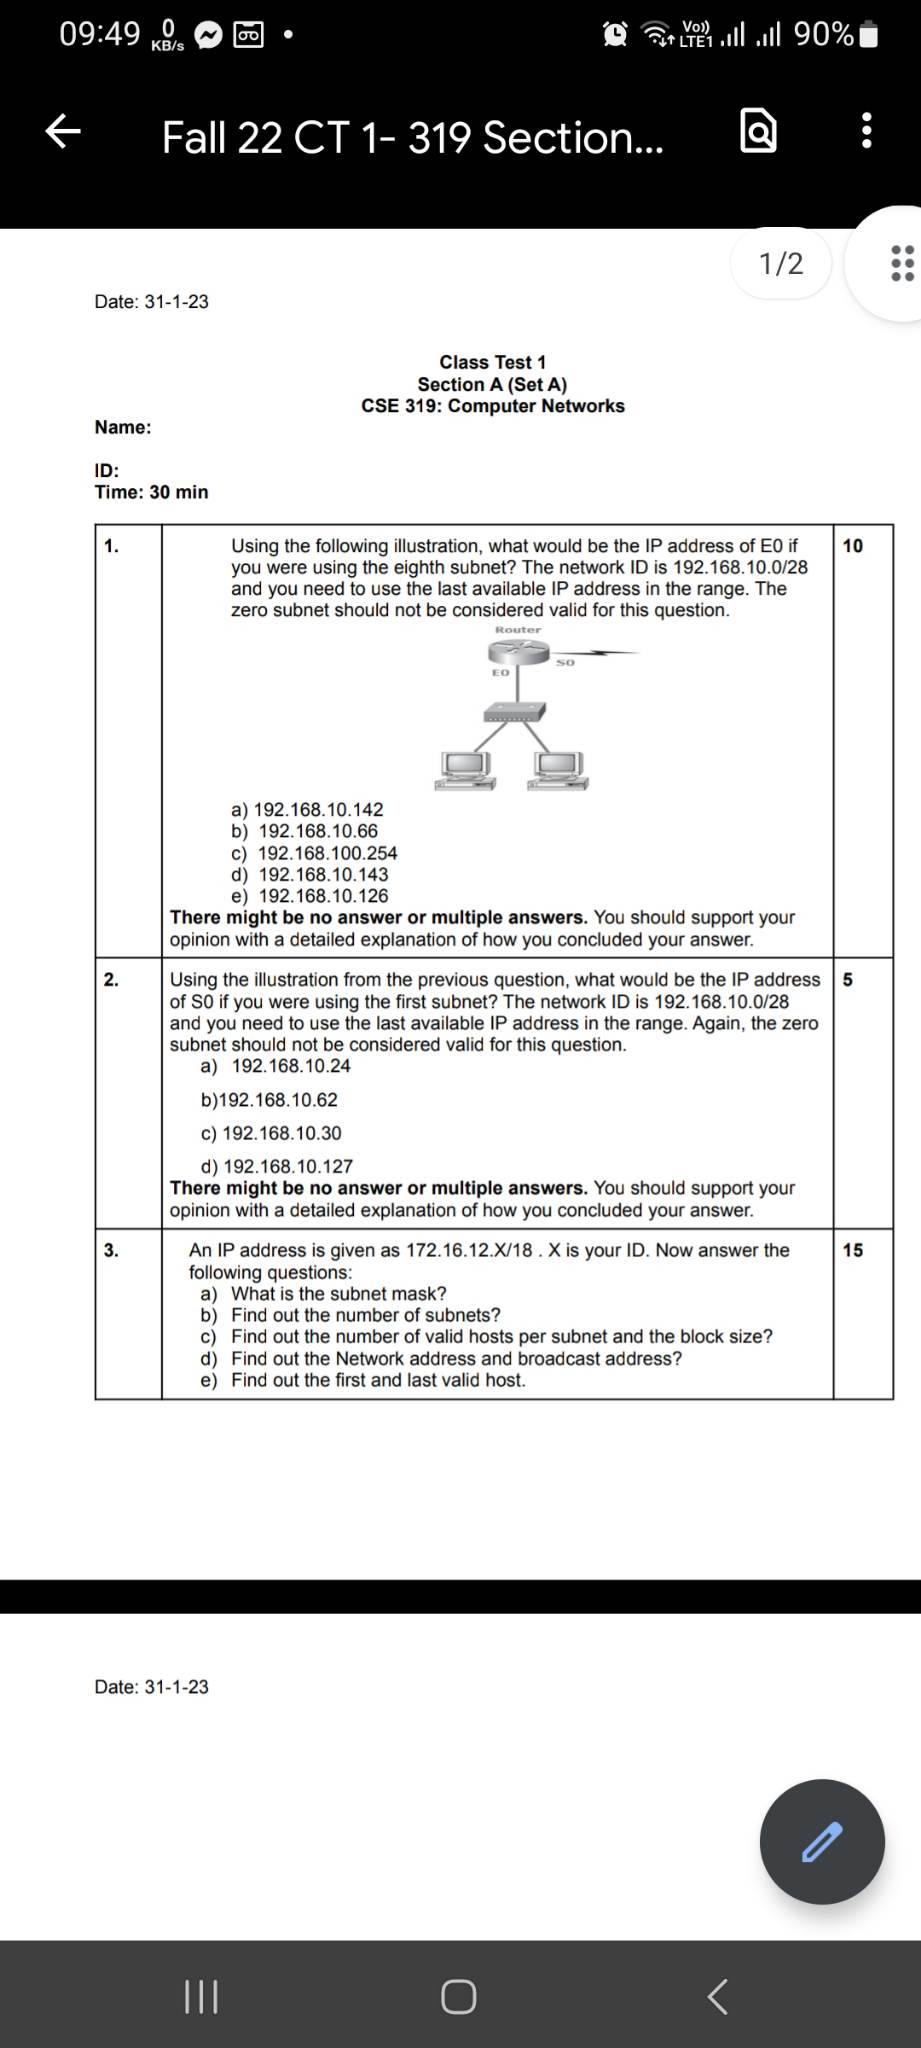 09:49 0 KB/s Vo)) LTE1 90%
Fall 22 CT 1- 319 Section...
1/2
Date: 31-1-23
Class Test 1
Section A (Set A)
CSE 319: Computer Networks
Name:
ID:
Time: 30 min
1. Using the following illustration, what would be the IP address of E0 if 10
you were using the eighth subnet? The network ID is 192.168.10.0/28
and you need to use the last available IP address in the range. The
zero subnet should not be considered valid for this question.
Router
S0
E0
a) 192.168.10.142
b) 192.168.10.66
c) 192.168.100.254
d) 192.168.10.143
e) 192.168.10.126
There might be no answer or multiple answers. You should support your
opinion with a detailed explanation of how you concluded your answer.
2. Using the illustration from the previous question, what would be the IP address 5
of S0 if you were using the first subnet? The network ID is 192.168.10.0/28
and you need to use the last available IP address in the range. Again, the zero
subnet should not be considered valid for this question.
a) 192.168.10.24
b)192.168.10.62
c) 192.168.10.30
d) 192.168.10.127
There might be no answer or multiple answers. You should support your
opinion with a detailed explanation of how you concluded your answer.
3. An IP address is given as 172.16.12.X/18 . X is your ID. Now answer the 15
following questions:
a) What is the subnet mask?
b) Find out the number of subnets?
c) Find out the number of valid hosts per subnet and the block size?
d) Find out the Network address and broadcast address?
e) Find out the first and last valid host.
Date: 31-1-23